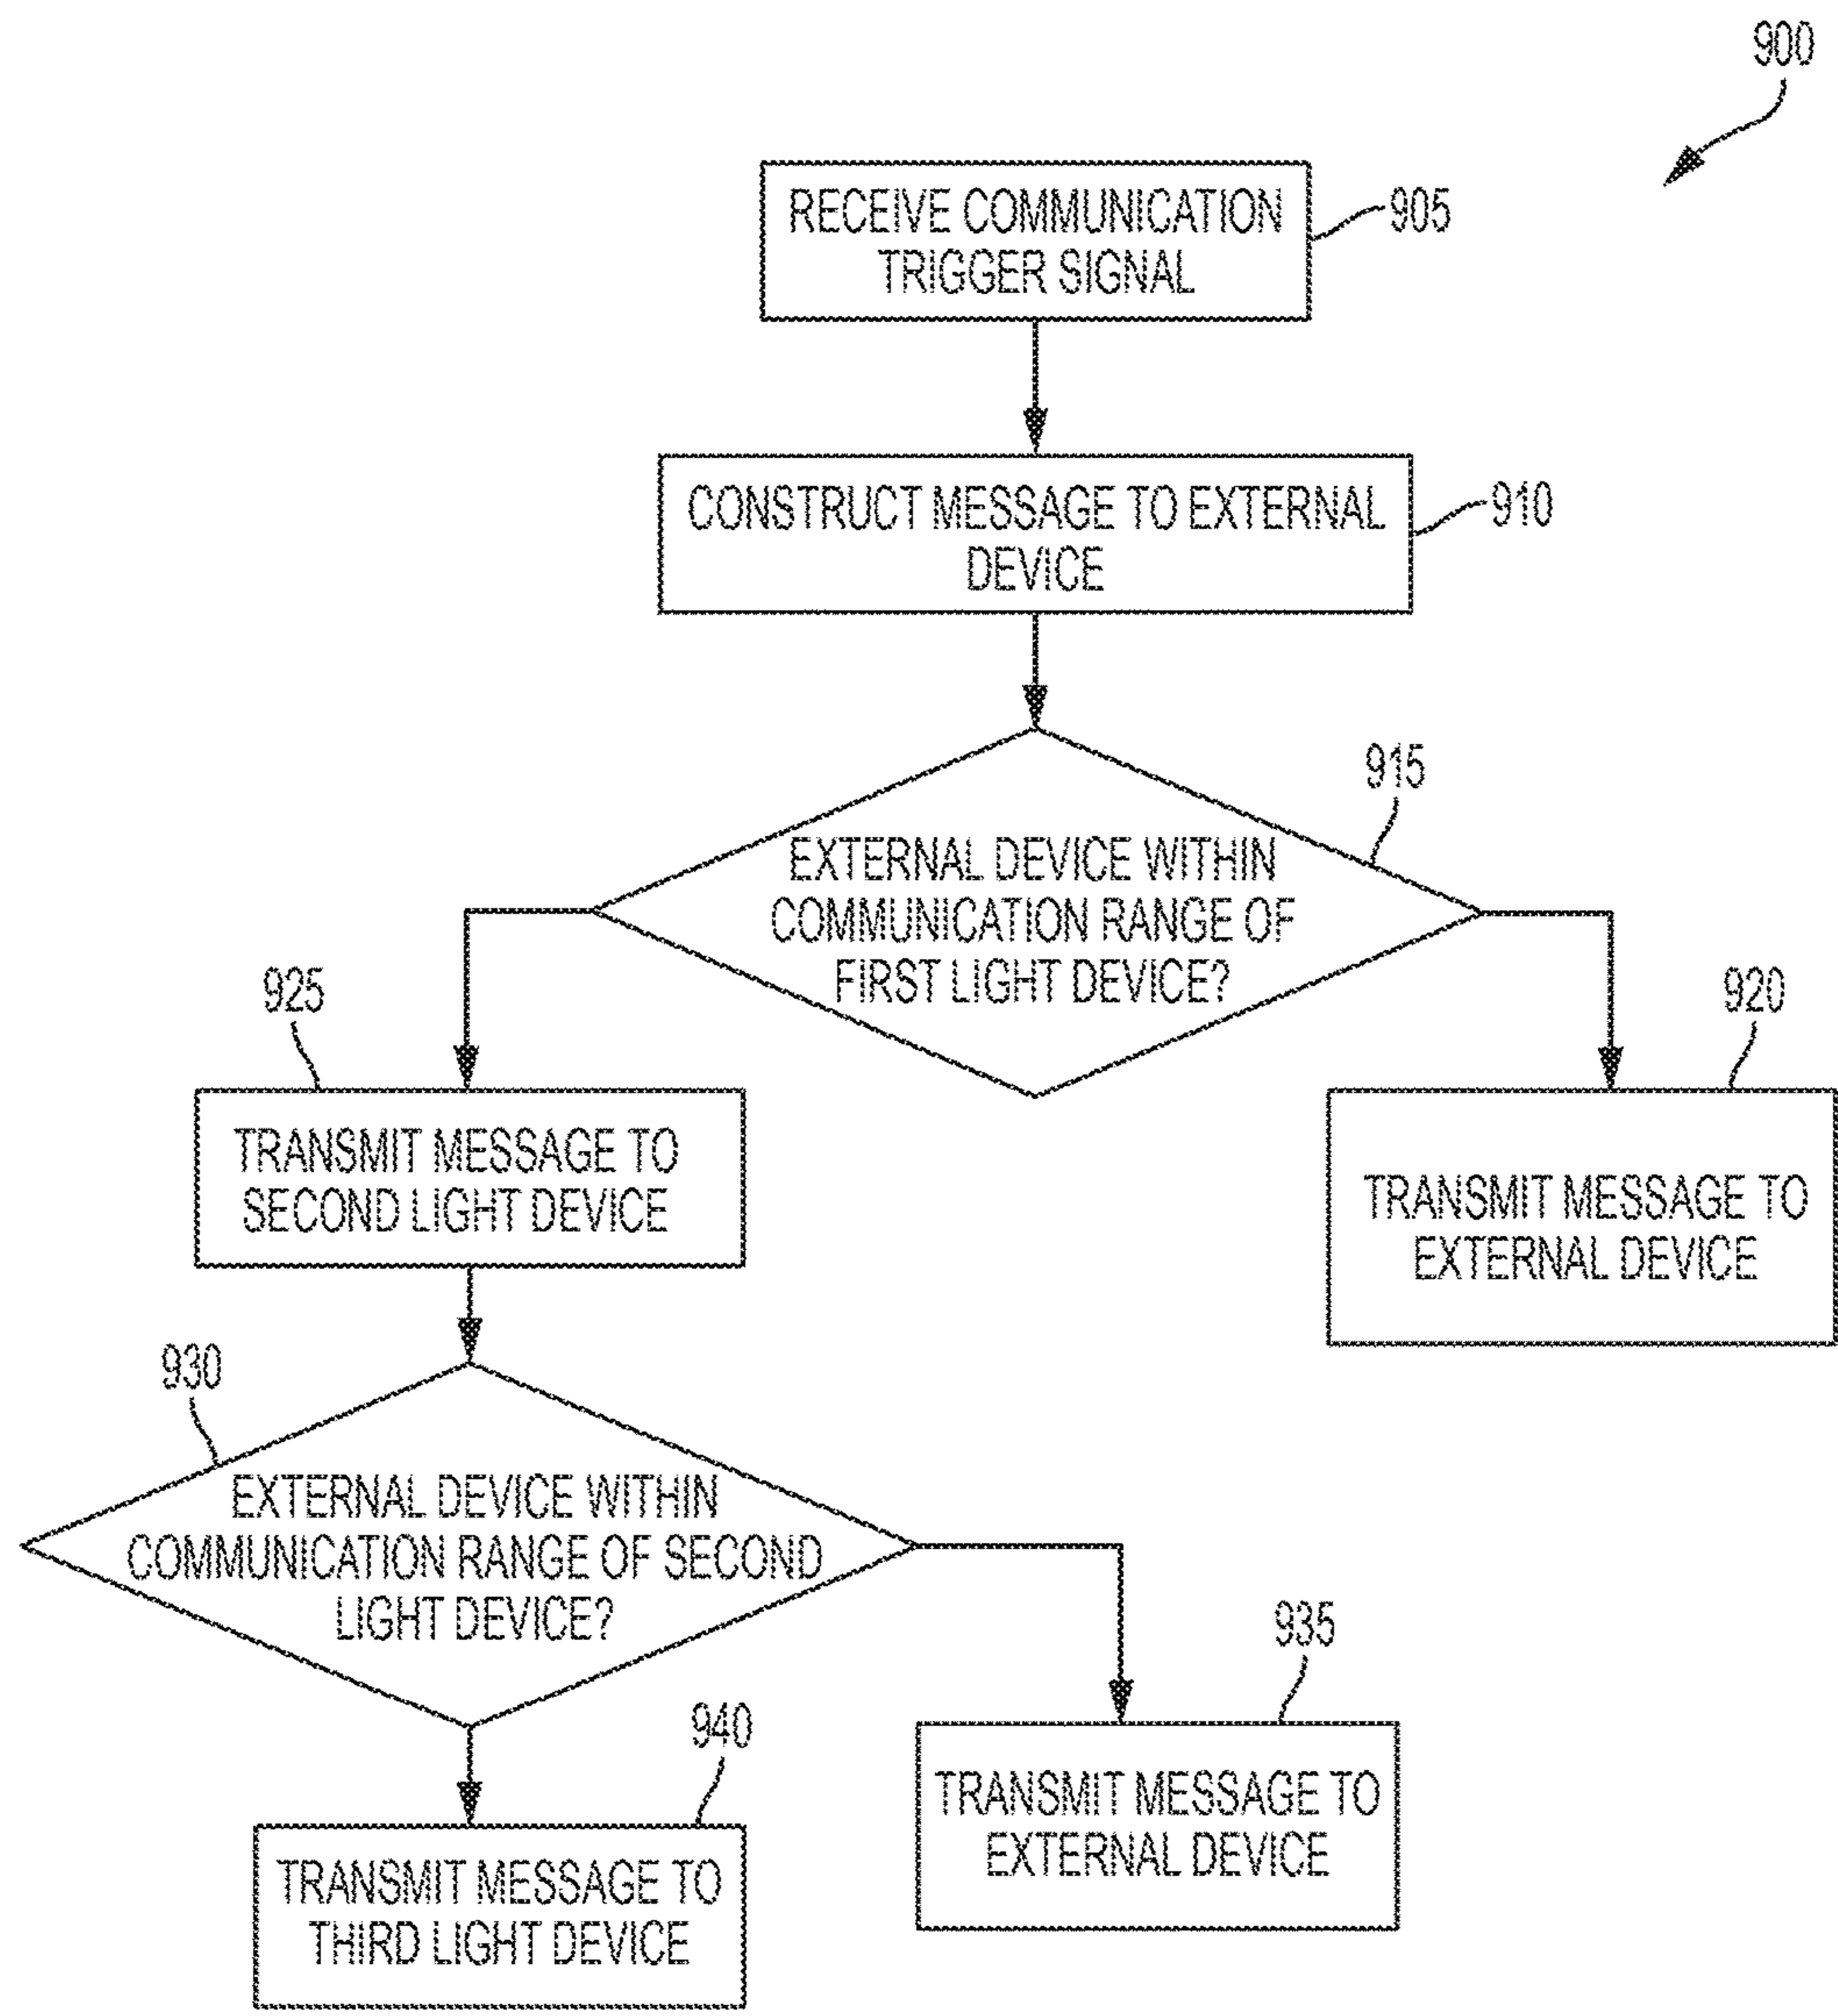 900
RECEIVE COMMUNICATION
TRIGGER SIGNAL
905
CONSTRUCT MESSAGE TO EXTERNAL
DEVICE
910
915
EXTERNAL DEVICE WITHIN
COMMUNICATION RANGE OF
FIRST LIGHT DEVICE?
925
920
TRANSMIT MESSAGE TO
SECOND LIGHT DEVICE
TRANSMIT MESSAGE TO
EXTERNAL DEVICE
930
EXTERNAL DEVICE WITHIN
COMMUNICATION RANGE OF SECOND
LIGHT DEVICE?
935
940
TRANSMIT MESSAGE TO
EXTERNAL DEVICE
TRANSMIT MESSAGE TO
THIRD LIGHT DEVICE